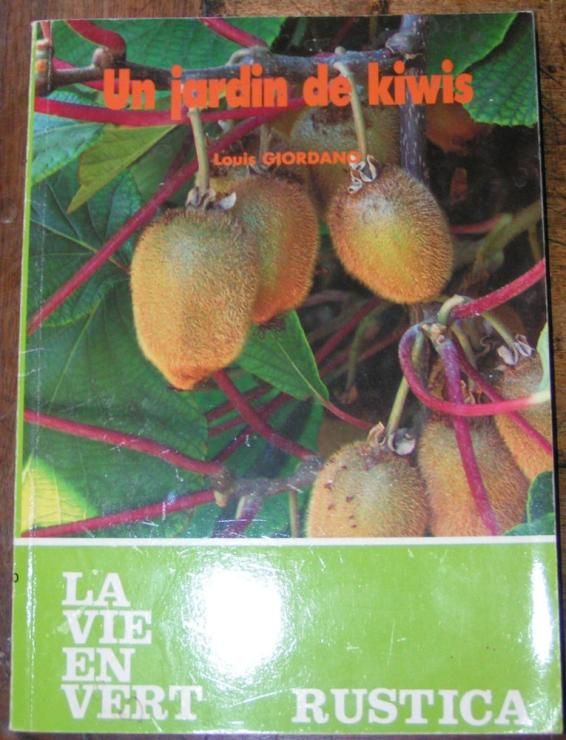 Un jardin de kiwis
Louis GIORDANO
LA
VIE
EN
VERT
RUSTICA